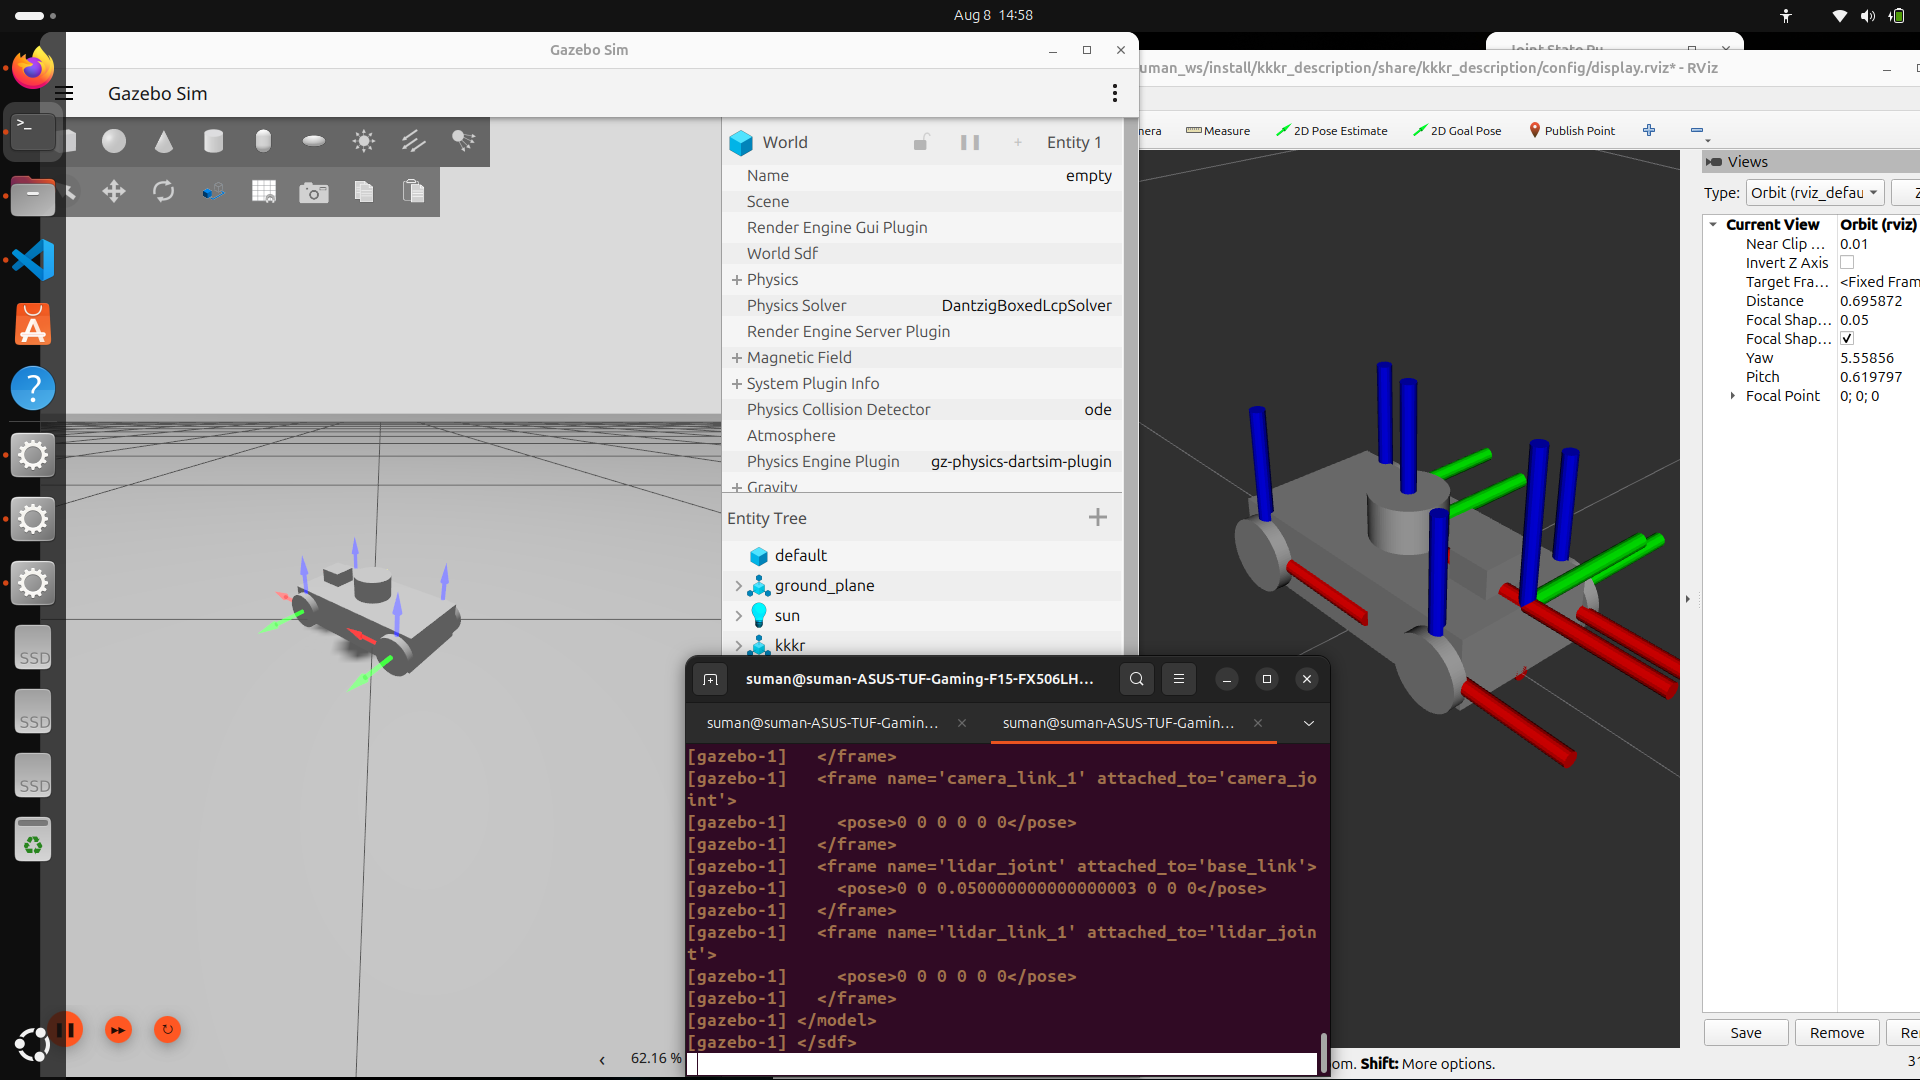 Aug 8 14:58
Gazebo Sim
Gazebo Sim
World
Entity 1
Name empty
Scene
Render Engine Gui Plugin
World Sdf
Physics
Physics Solver DantzigBoxedLcpSolver
Render Engine Server Plugin
Magnetic Field
System Plugin Info
Physics Collision Detector ode
Atmosphere
Physics Engine Plugin gz-physics-dartsim-plugin
Gravity
Entity Tree
default
ground_plane
sun
kkkr
62.16 %
SSD
SSD
SSD
uman_ws/install/kkkr_description/share/kkkr_description/config/display.rviz* - RViz
mera Measure 2D Pose Estimate 2D Goal Pose Publish Point
Views
Type: Orbit (rviz_defau Z
Current View Orbit (rviz)
Near Clip ... 0.01
Invert Z Axis
Target Fra... <Fixed Fram
Distance 0.695872
Focal Shap... 0.05
Focal Shap...
Yaw 5.55856
Pitch 0.619797
Focal Point 0; 0; 0
Save Remove Re
om. Shift: More options.
31
suman@suman-ASUS-TUF-Gaming-F15-FX506LH...
suman@suman-ASUS-TUF-Gamin... suman@suman-ASUS-TUF-Gamin...
[gazebo-1]   </frame>
[gazebo-1]   <frame name='camera_link_1' attached_to='camera_jo
int'>
[gazebo-1]     <pose>0 0 0 0 0 0</pose>
[gazebo-1]   </frame>
[gazebo-1]   <frame name='lidar_joint' attached_to='base_link'>
[gazebo-1]     <pose>0 0 0.050000000000000003 0 0 0</pose>
[gazebo-1]   </frame>
[gazebo-1]   <frame name='lidar_link_1' attached_to='lidar_join
t'>
[gazebo-1]     <pose>0 0 0 0 0 0</pose>
[gazebo-1]   </frame>
[gazebo-1] </model>
[gazebo-1] </sdf>